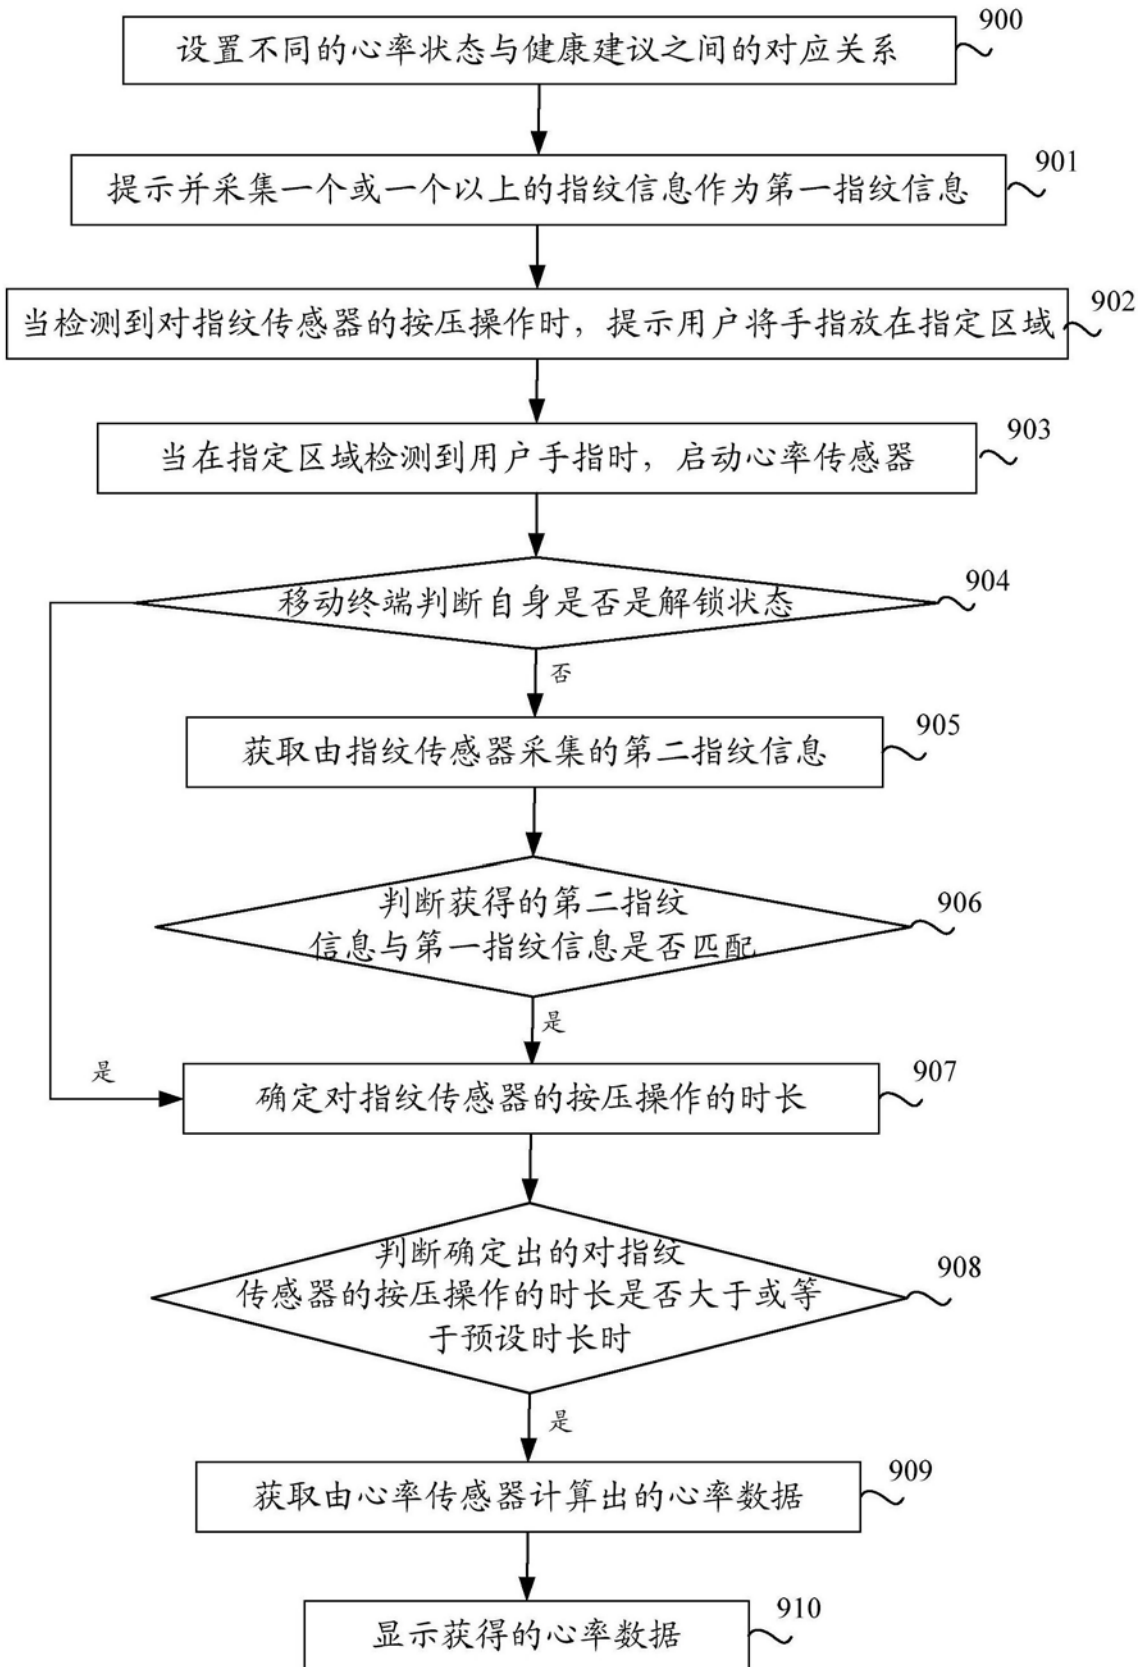 900
设置不同的心率状态与健康建议之间的对应关系
901
提示并采集一个或一个以上的指纹信息作为第一指纹信息
902
当检测到对指纹传感器的按压操作时，提示用户将手指放在指定区域
903
当在指定区域检测到用户手指时，启动心率传感器
904
移动终端判断自身是否是解锁状态
否
905
获取由指纹传感器采集的第二指纹信息
906
判断获得的第二指纹
信息与第一指纹信息是否匹配
是
是
907
确定对指纹传感器的按压操作的时长
908
判断确定出的对指纹
传感器的按压操作的时长是否大于或等
于预设时长时
是
909
获取由心率传感器计算出的心率数据
910
显示获得的心率数据